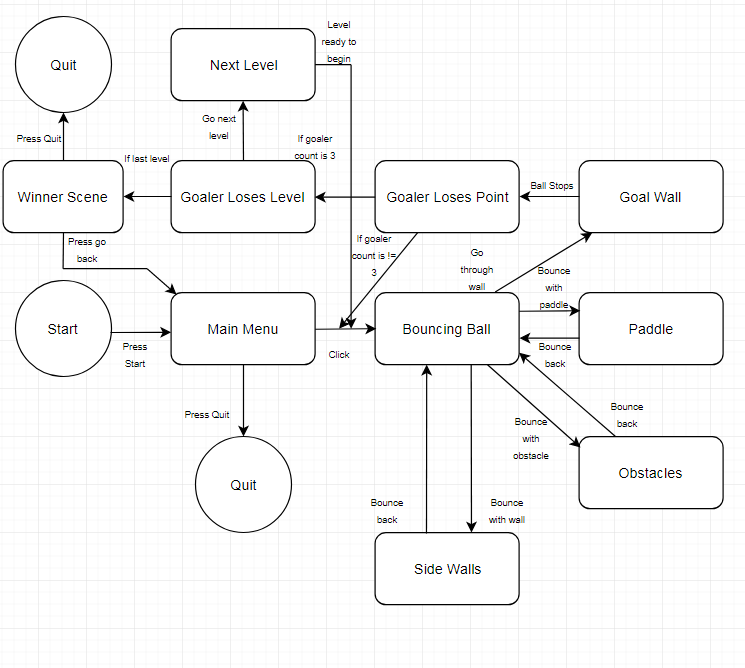 Level
ready to
begin
Quit
Next Level
Go next
level
Press Quit
If goaler
count is 3
If last level
Winner Scene
Goaler Loses Level
Goaler Loses Point
Ball Stops
Goal Wall
Press go
back
If goaler
count is !=
3
Go
through
wall
Bounce
with
paddle
Start
Press
Start
Main Menu
Click
Bouncing Ball
Paddle
Bounce
back
Press Quit
Quit
Bounce
with
obstacle
Bounce
back
Obstacles
Bounce
back
Bounce
with wall
Side Walls